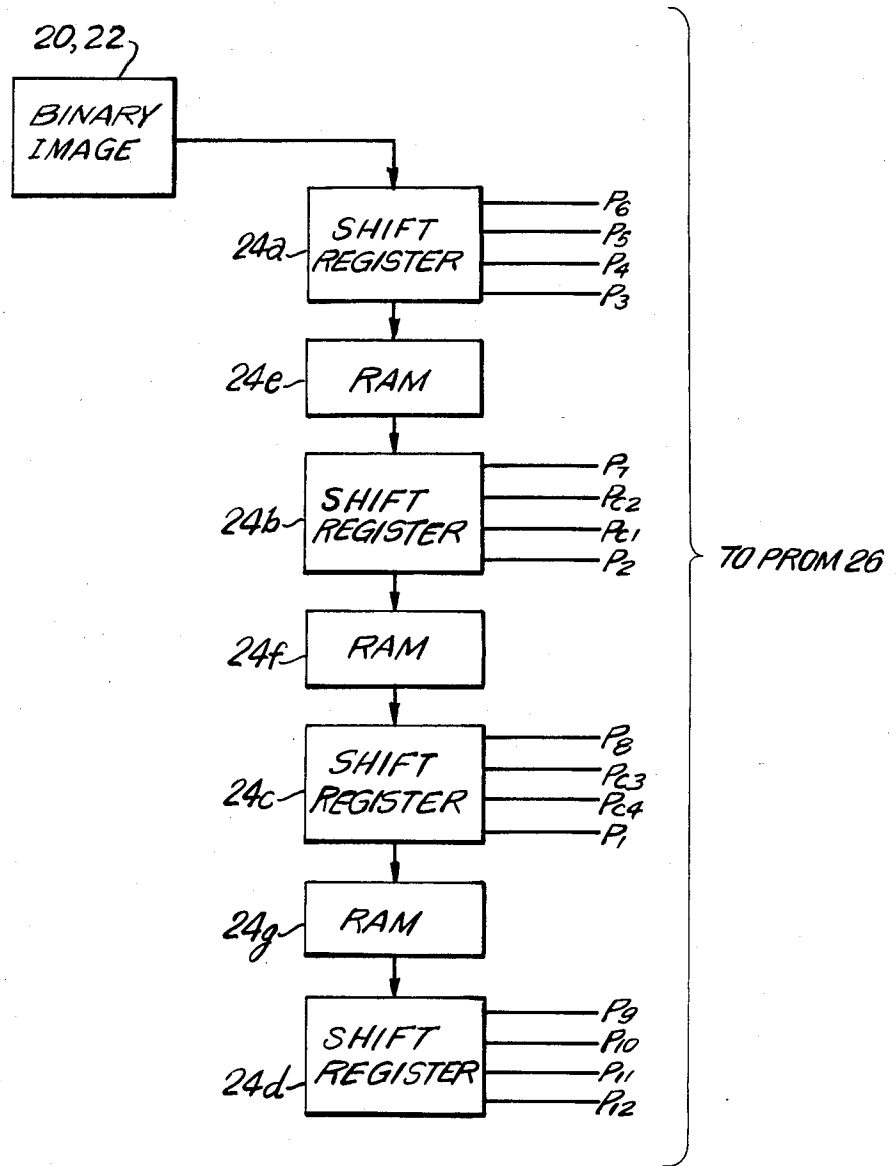 20,22
BINARY
IMAGE
24a
SHIFT
REGISTER
P6
P5
P4
P3
24e
RAM
24b
SHIFT
REGISTER
P7
PC2
PC1
P2
TO PROM 26
24f
RAM
24c
SHIFT
REGISTER
P8
PC3
PC4
P1
24g
RAM
24d
SHIFT
REGISTER
P9
P10
P11
P12